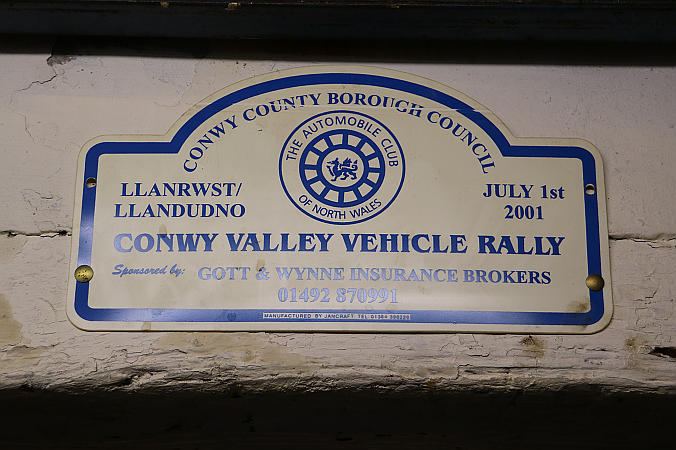 CONWY COUNTY BOROUGH COUNCIL
THE AUTOMOBILE CLUB
OF NORTH WALES
LLANRWST/
LLANDUDNO
JULY 1st
2001
CONWY VALLEY VEHICLE RALLY
Sponsored by: GOTT & WYNNE INSURANCE BROKERS
01492 870991
MANUFACTURED BY JANCRAFT. TEL.